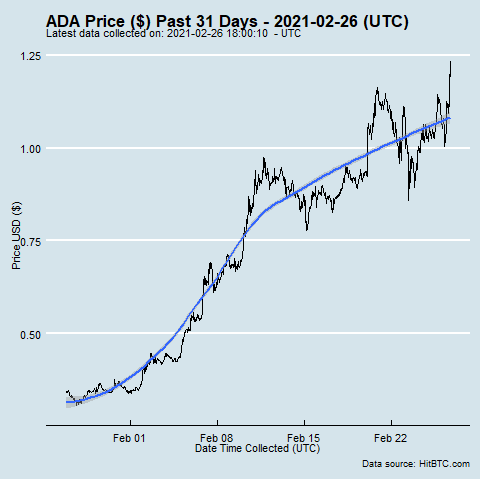 ADA Price ($) Past 31 Days - 2021-02-26 (UTC)
Latest data collected on: 2021-02-26 18:00:10 - UTC
1.25
1.00
0.75
0.50
Price USD ($)
Feb 01 Feb 08 Feb 15 Feb 22
Date Time Collected (UTC)
Data source: HitBTC.com